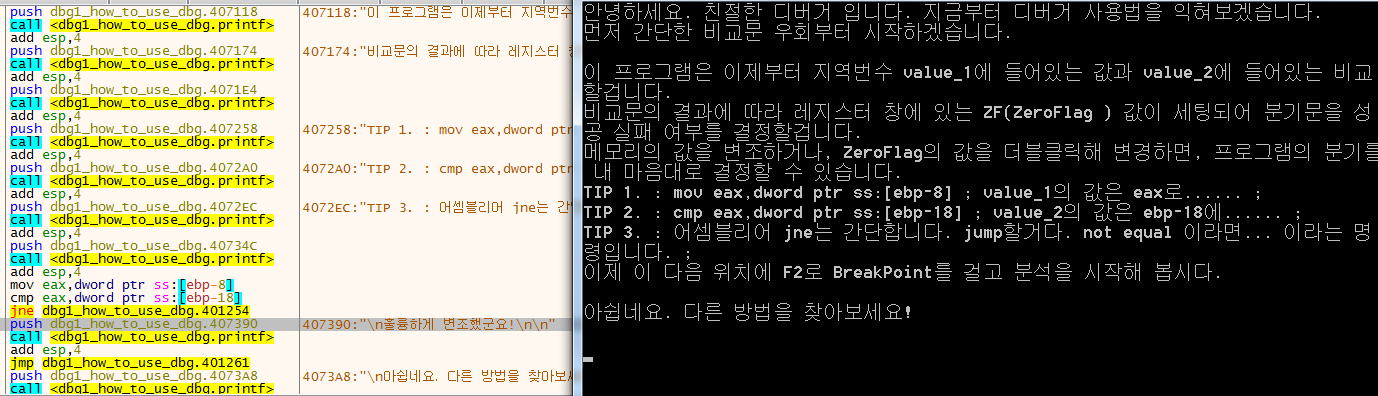 push dbg1_how_to_use_dbg.407118 407118:"이 프로그램은 이제부터 지역번수
call <dbg1_how_to_use_dbg.printf>
add esp,4
push dbg1_how_to_use_dbg.407174 407174:"비교문의 결과에 따라 레지스터 창
call <dbg1_how_to_use_dbg.printf>
add esp,4
push dbg1_how_to_use_dbg.4071E4
call <dbg1_how_to_use_dbg.printf>
add esp,4
push dbg1_how_to_use_dbg.407258 407258:"TIP 1. : mov eax,dword ptr
call <dbg1_how_to_use_dbg.printf>
add esp,4
push dbg1_how_to_use_dbg.4072A0 4072A0:"TIP 2. : cmp eax,dword ptr
call <dbg1_how_to_use_dbg.printf>
add esp,4
push dbg1_how_to_use_dbg.4072EC 4072EC:"TIP 3. : 어셈블리어 jne는
call <dbg1_how_to_use_dbg.printf>
add esp,4
push dbg1_how_to_use_dbg.40734C
call <dbg1_how_to_use_dbg.printf>
add esp,4
mov eax,dword ptr ss:[ebp-8]
cmp eax,dword ptr ss:[ebp-18]
jne dbg1_how_to_use_dbg.401254
push dbg1_how_to_use_dbg.407390 407390:"\n훌륭하게 변조했군요!\n\n"
call <dbg1_how_to_use_dbg.printf>
add esp,4
jmp dbg1_how_to_use_dbg.401261
push dbg1_how_to_use_dbg.4073A8 4073A8:"\n아쉽네요. 다른 방법을
call <dbg1_how_to_use_dbg.printf>
안녕하세요. 친절한 디버거 입니다. 지금부터 디버거 사용법을 익혀보겠습니다.
먼저 간단한 비교문 우회부터 시작하겠습니다.
이 프로그램은 이제부터 지역번수 value_1에 들어있는 값과 value_2에 들어있는 비교
할겁니다.
비교문의 결과에 따라 레지스터 창에 있는 ZF(ZeroFlag ) 값이 세팅되어 분기문을 성
공 실패 여부를 결정할겁니다.
메모리의 값을 변조하거나, ZeroFlag의 값을 더블클릭해 변경하면, 프로그램의 분기를
내 마음대로 결정할 수 있습니다.
TIP 1. : mov eax,dword ptr ss:[ebp-8] ; value_1의 값은 eax로...... ;
TIP 2. : cmp eax,dword ptr ss:[ebp-18] ; value_2의 값은 ebp-18에...... ;
TIP 3. : 어셈블리어 jne는 간단합니다. jump할거다. not equal 이라면... 이라는 명
령입니다. ;
이제 이 다음 위치에 F2로 BreakPoint를 걸고 분석을 시작해 봅시다.
아쉽네요. 다른 방법을 찾아보세요!